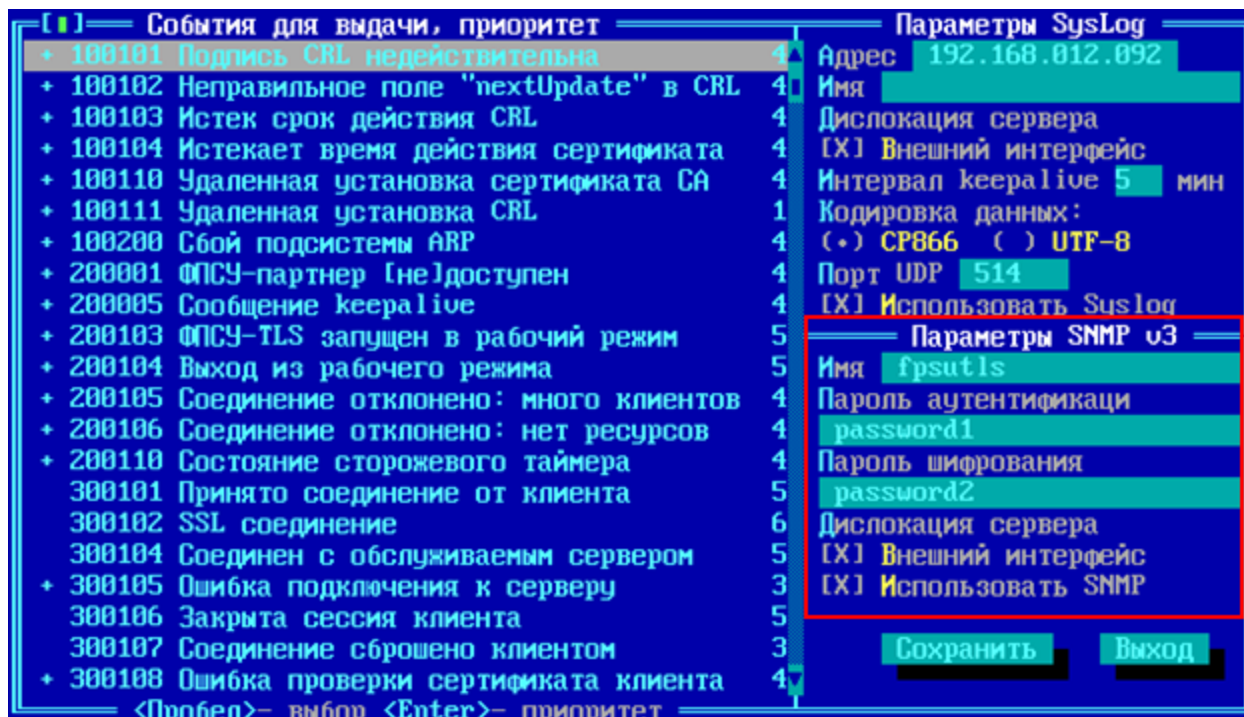 [▪] События для выдачи, приоритет
+ 100101 Подпись CRL недействительна 4
+ 100102 Неправильное поле "nextUpdate" в CRL 4
+ 100103 Истек срок действия CRL 4
+ 100104 Истекает время действия сертификата 4
+ 100110 Удаленная установка сертификата CA 4
+ 100111 Удаленная установка CRL 1
+ 100200 Сбой подсистемы ARP 4
+ 200001 ФПСУ-партнер [не]доступен 4
+ 200005 Сообщение keepalive 4
+ 200103 ФПСУ-TLS запущен в рабочий режим 5
+ 200104 Выход из рабочего режима 5
+ 200105 Соединение отклонено: много клиентов 4
+ 200106 Соединение отклонено: нет ресурсов 4
+ 200110 Состояние сторожевого таймера 4
300101 Принято соединение от клиента 5
300102 SSL соединение 6
300104 Соединен с обслуживаемым сервером 5
+ 300105 Ошибка подключения к серверу 3
300106 Закрыта сессия клиента 5
300107 Соединение сброшено клиентом 3
+ 300108 Ошибка проверки сертификата клиента 4
<Пробел>- выбор <Enter>- приоритет
Параметры SysLog
Адрес 192.168.012.092
Имя
Дислокация сервера
[X] Внешний интерфейс
Интервал keepalive 5 мин
Кодировка данных:
(•) CP866 ( ) UTF-8
Порт UDP 514
[X] Использовать Syslog
Параметры SNMP v3
Имя fpsutls
Пароль аутентификаци
password1
Пароль шифрования
password2
Дислокация сервера
[X] Внешний интерфейс
[X] Использовать SNMP
Сохранить Выход